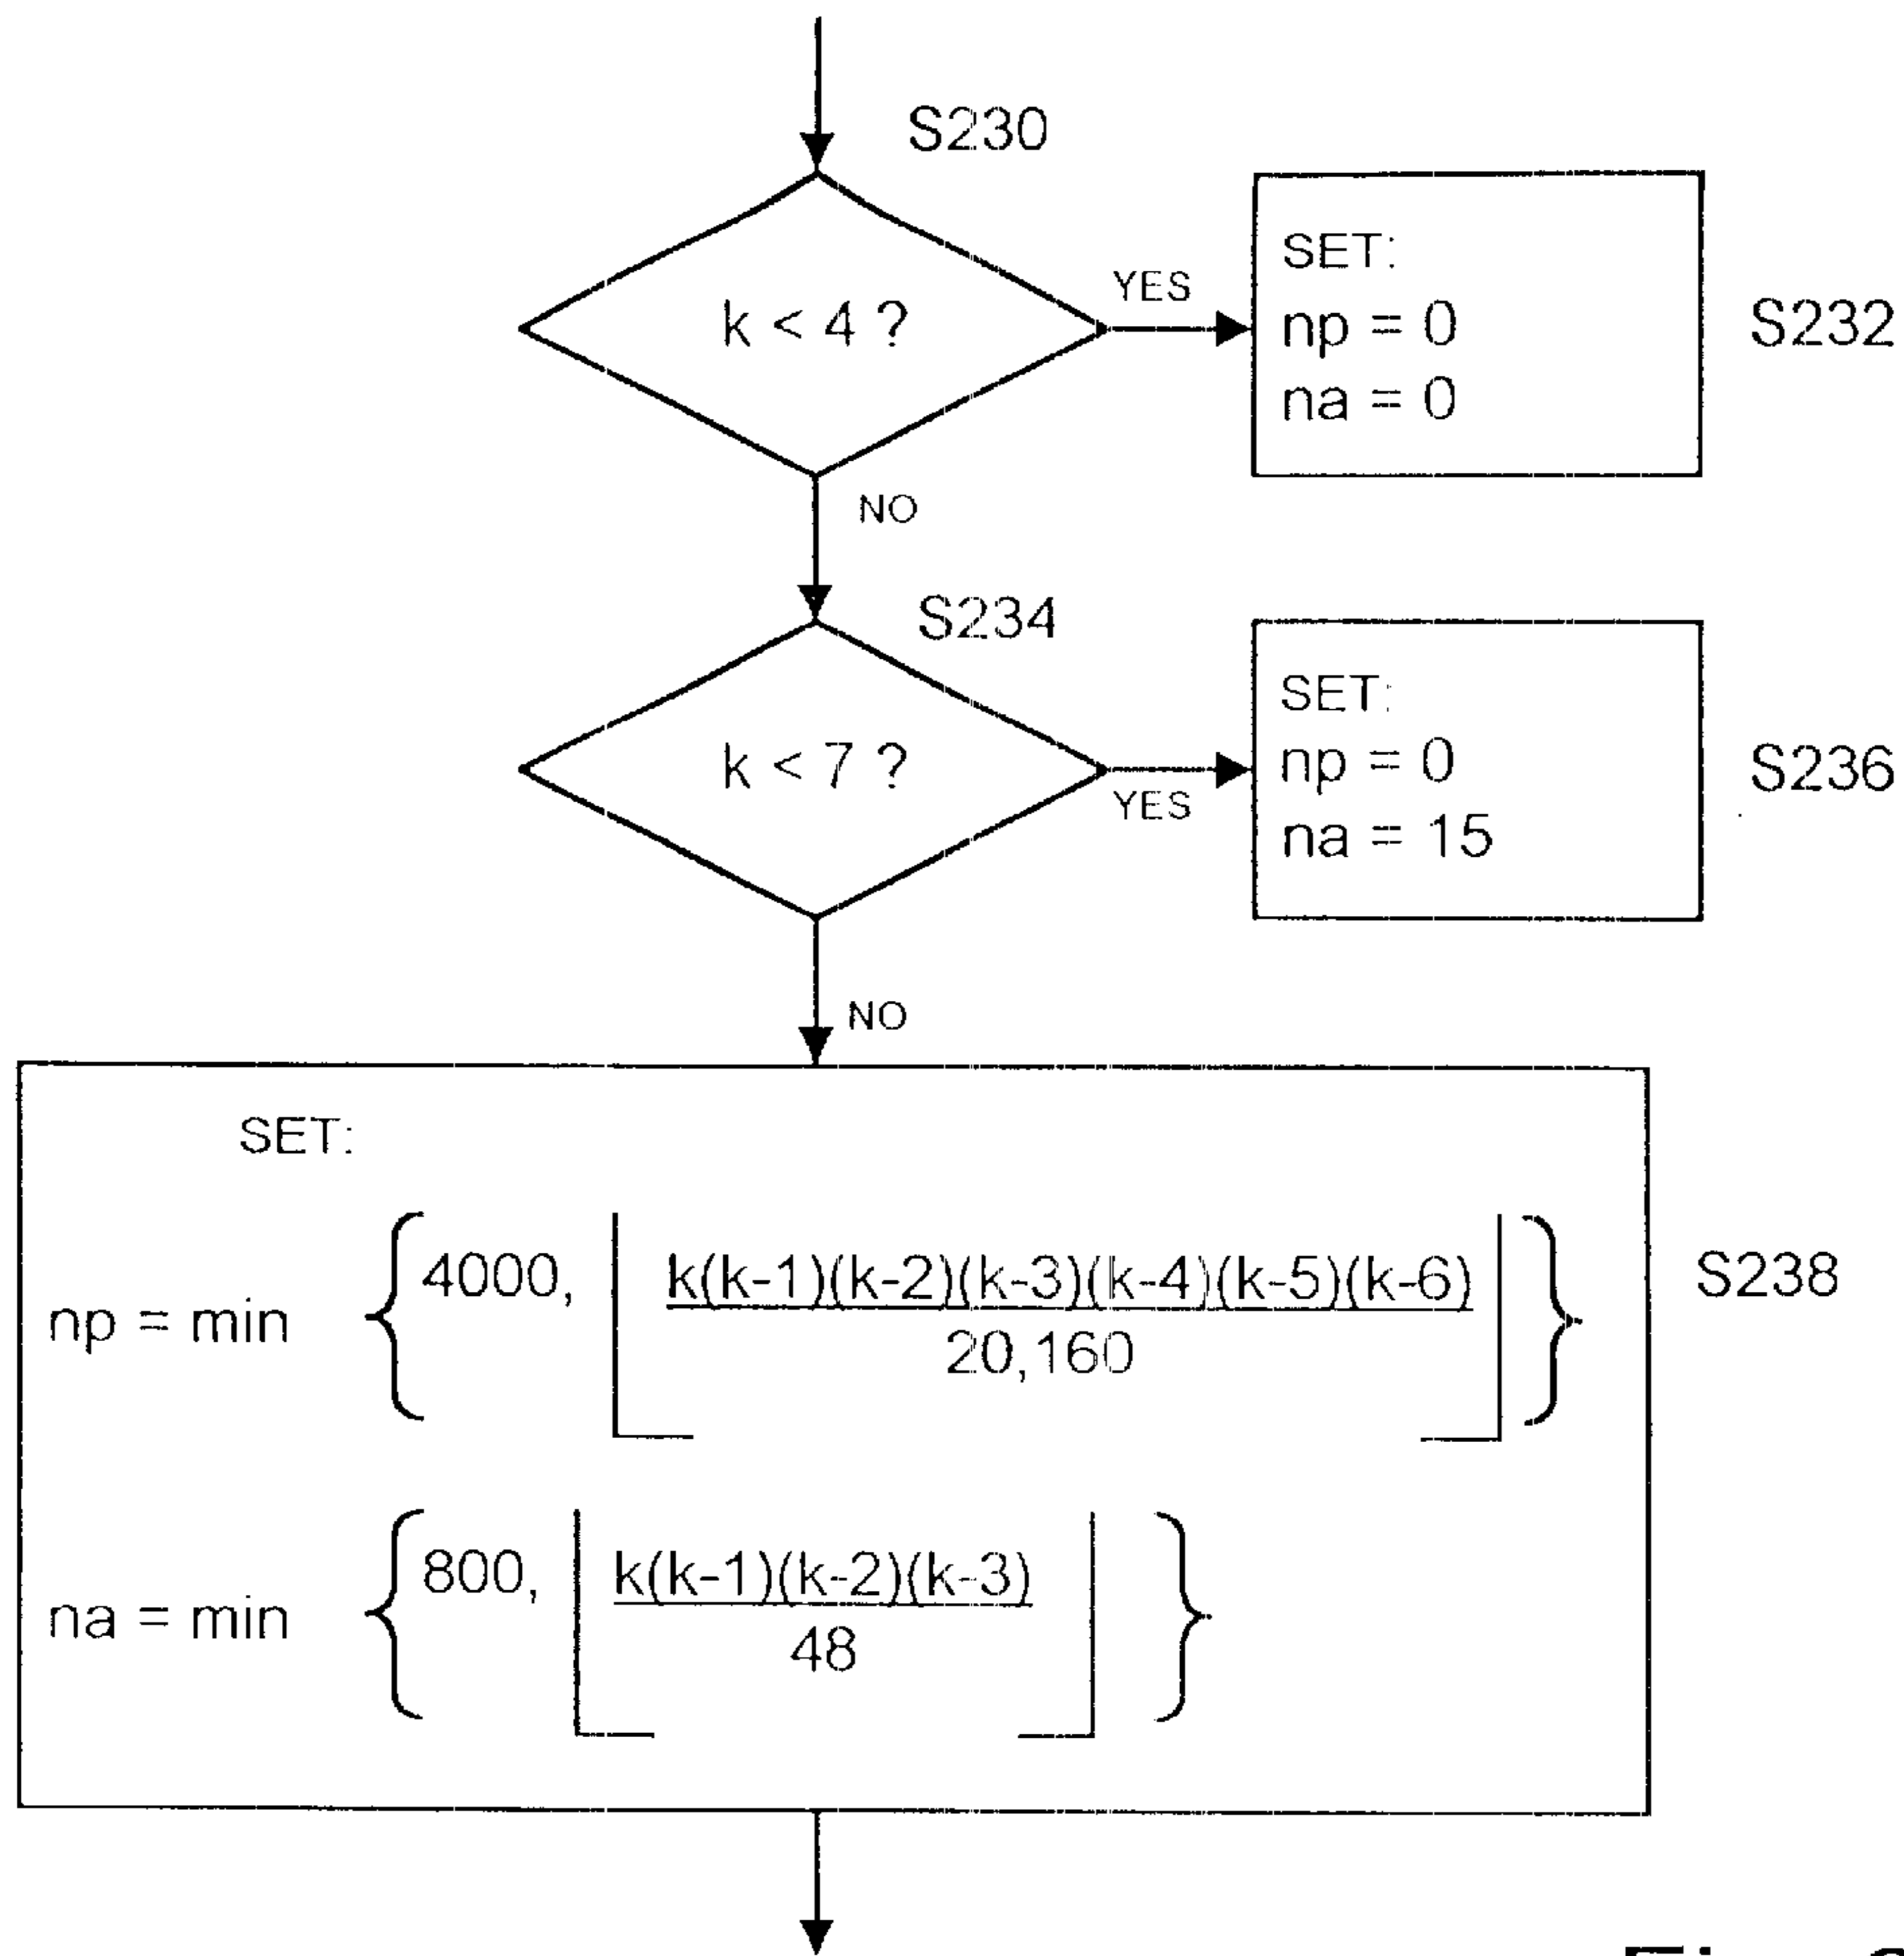 S230
k < 4 ?
YES
SET:
np = 0
na = 0
S232
NO
S234
k < 7 ?
YES
SET:
np = 0
na = 15
S236
NO
SET:
np = min { 4000, ⌊ k(k-1)(k-2)(k-3)(k-4)(k-5)(k-6)
20,160 ⌋ }
S238
na = min { 800, ⌊ k(k-1)(k-2)(k-3)
48 ⌋ }